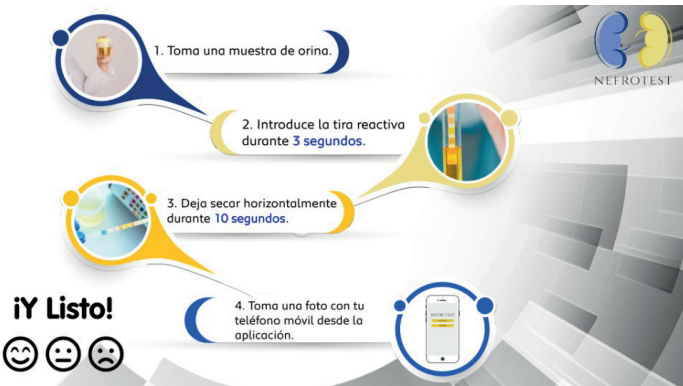 NEFROTEST
1. Toma una muestra de orina.
2. Introduce la tira reactiva
durante 3 segundos.
3. Deja secar horizontalmente
durante 10 segundos.
4. Toma una foto con tu
teléfono móvil desde la
aplicación.
NEFROTEST
¡Y Listo!